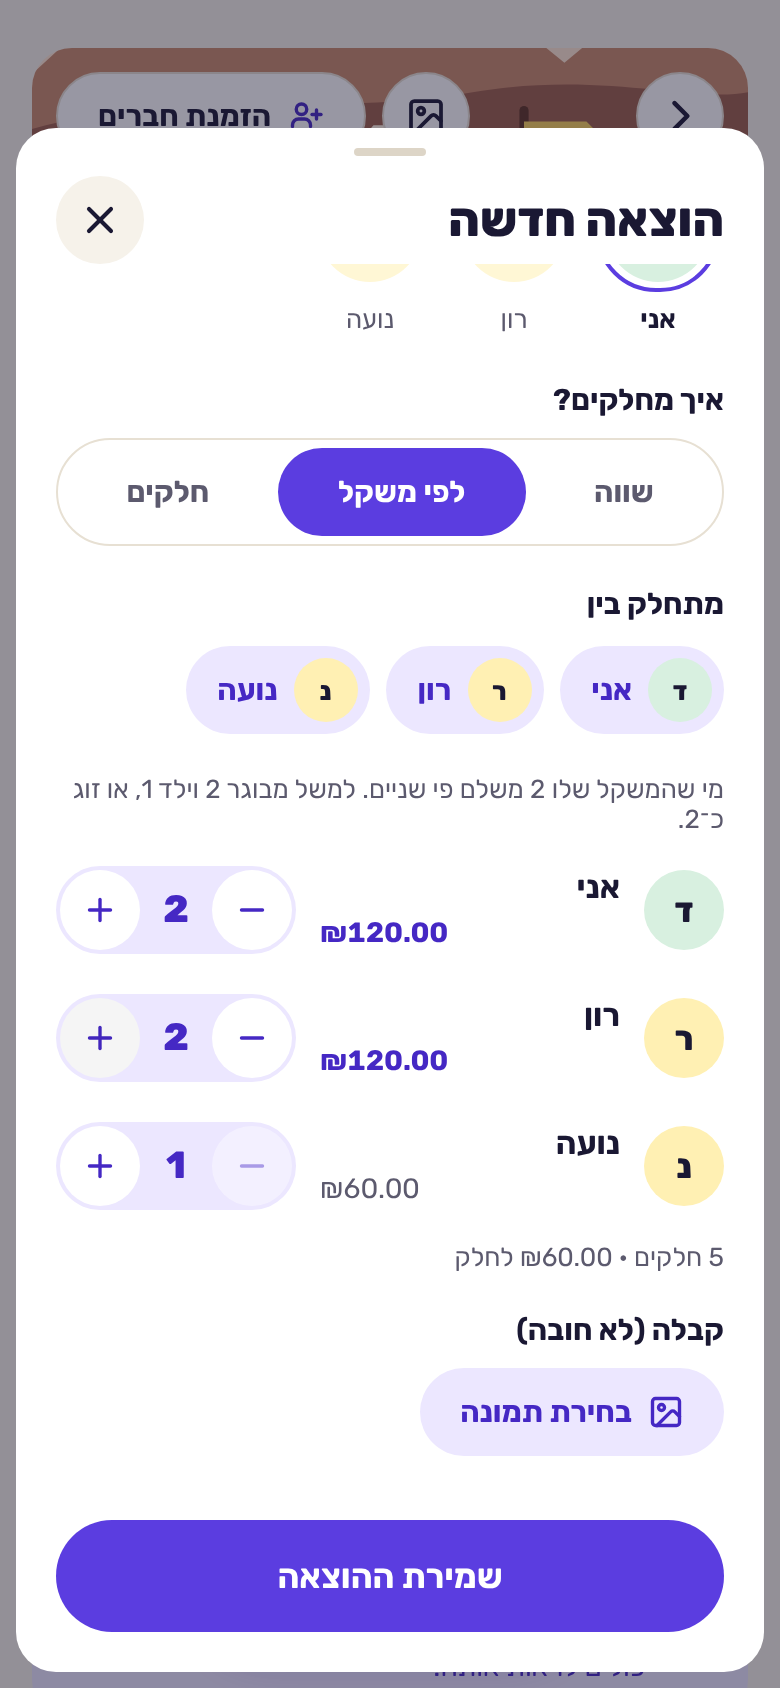 הזמנת חברים
הוצאה חדשה
אני
רון
נועה
איך מחלקים?
שווה
לפי משקל
חלקים
מתחלק בין
ד אני
ר רון
נ נועה
מי שהמשקל שלו 2 משלם פי שניים. למשל מבוגר 2 וילד 1, או זוג
כ־2.
ד
אני
₪120.00
2
ר
רון
₪120.00
2
נ
נועה
₪60.00
1
5 חלקים • ₪60.00 לחלק
קבלה (לא חובה)
בחירת תמונה
שמירת ההוצאה